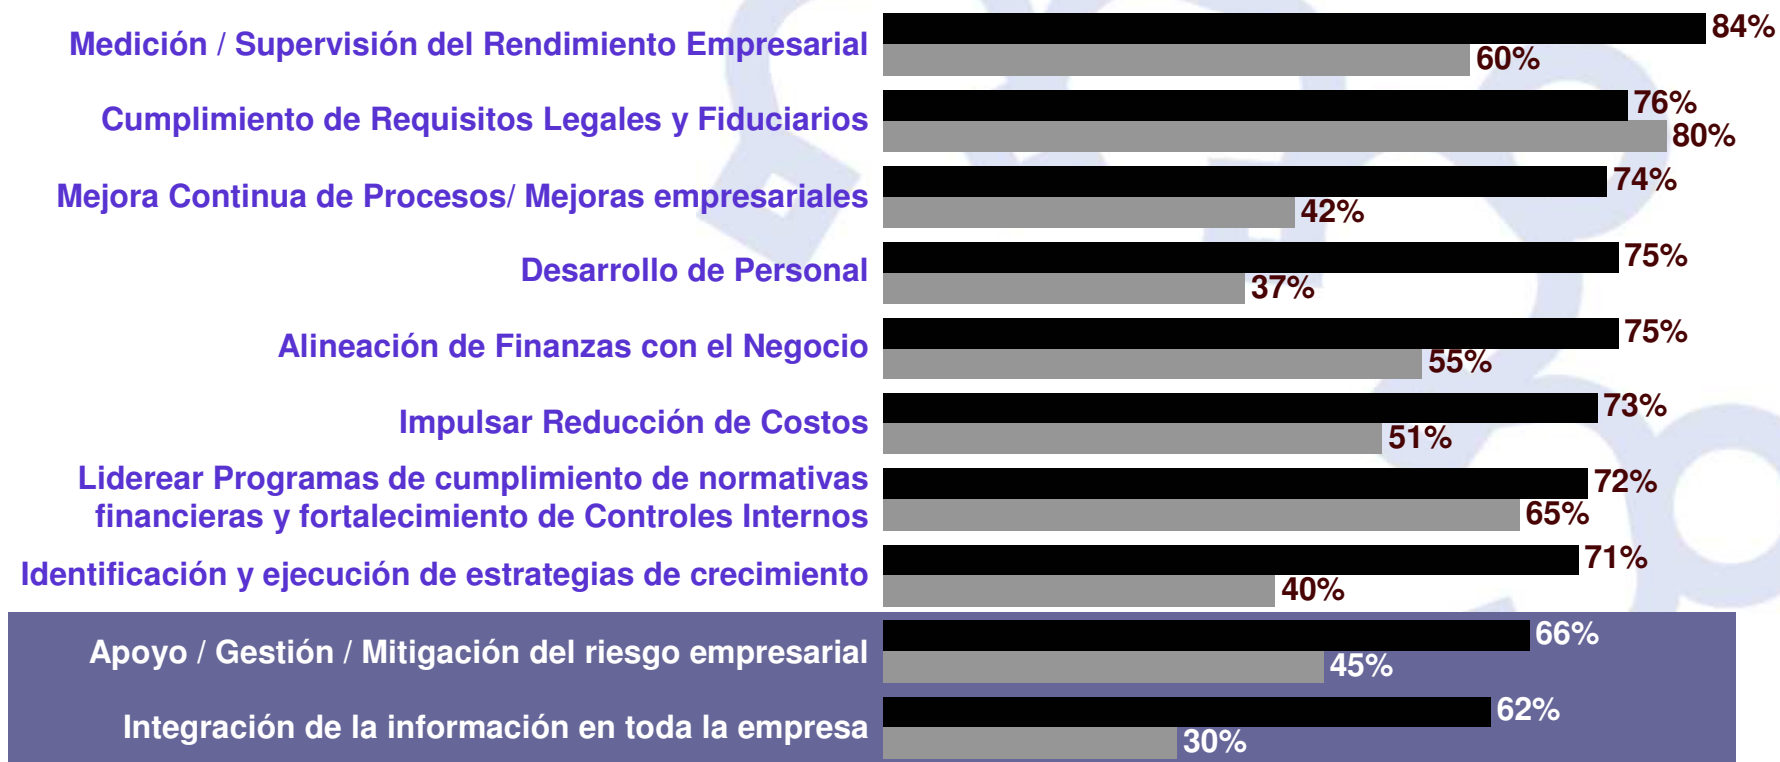 Medición / Supervisión del Rendimiento Empresarial
84%
60%
Cumplimiento de Requisitos Legales y Fiduciarios
76%
80%
Mejora Continua de Procesos/ Mejoras empresariales
74%
42%
Desarrollo de Personal
75%
37%
Alineación de Finanzas con el Negocio
75%
55%
Impulsar Reducción de Costos
73%
51%
Liderear Programas de cumplimiento de normativas
financieras y fortalecimiento de Controles Internos
72%
65%
Identificación y ejecución de estrategias de crecimiento
71%
40%
Apoyo / Gestión / Mitigación del riesgo empresarial
66%
45%
Integración de la información en toda la empresa
62%
30%